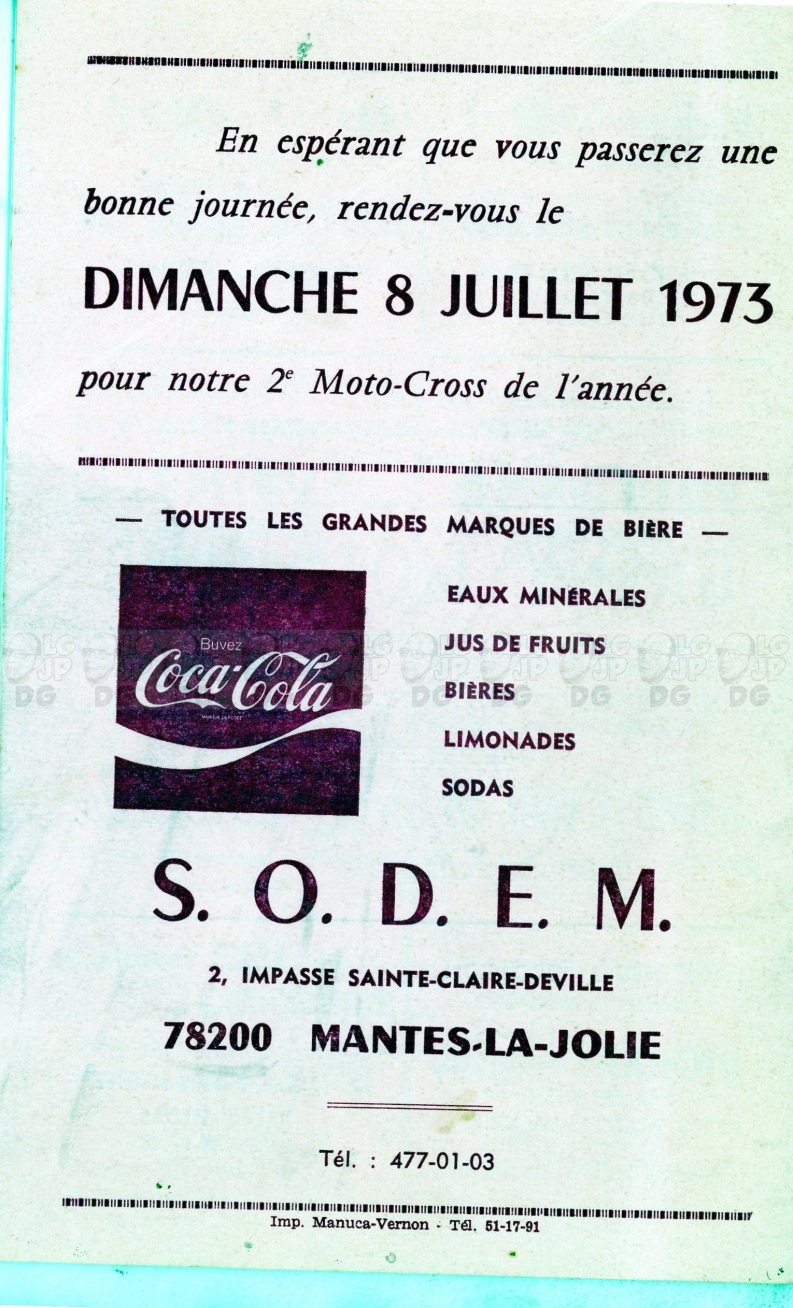 En espérant que vous passerez une
bonne journée, rendez-vous le
DIMANCHE 8 JUILLET 1973
pour notre 2e Moto-Cross de l'année.
— TOUTES LES GRANDES MARQUES DE BIÈRE —
Buvez
Coca-Cola
EAUX MINÉRALES
JUS DE FRUITS
BIÈRES
LIMONADES
SODAS
LG JP DG
S. O. D. E. M.
2, IMPASSE SAINTE-CLAIRE-DEVILLE
78200 MANTES-LA-JOLIE
Tél. : 477-01-03
Imp. Manuca-Vernon - Tél. 51-17-91